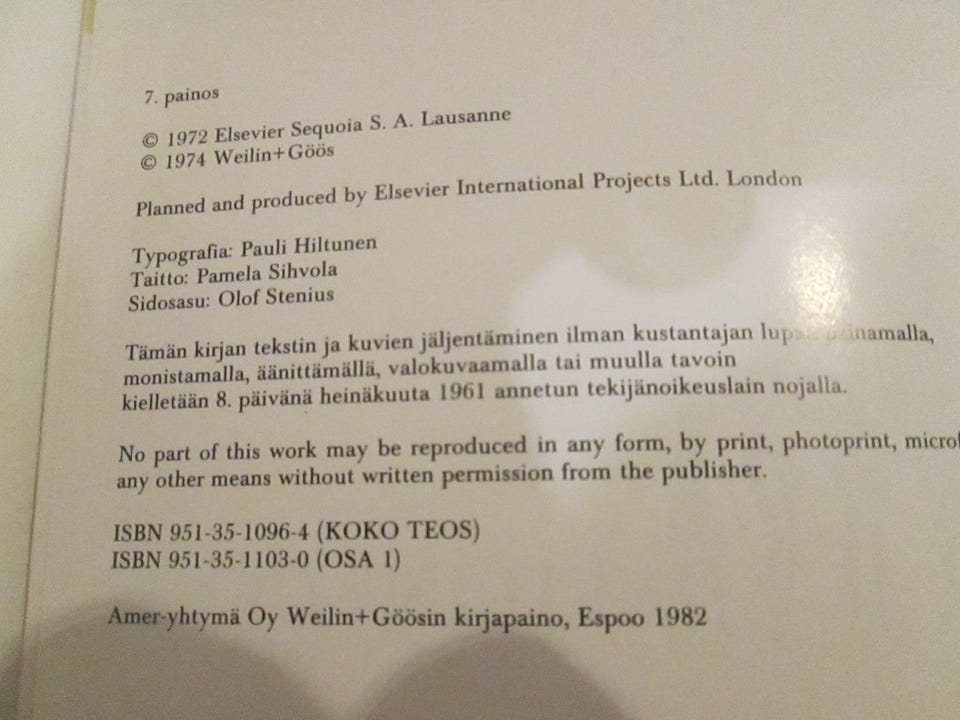 7. painos
© 1972 Elsevier Sequoia S. A. Lausanne
© 1974 Weilin+Göös
Planned and produced by Elsevier International Projects Ltd. London
Typografia: Pauli Hiltunen
Taitto: Pamela Sihvola
Sidosasu: Olof Stenius
Tämän kirjan tekstin ja kuvien jäljentäminen ilman kustantajan
monistamalla, äänittämällä, valokuvaamalla tai muulla tavoin
kielletään 8. päivänä heinäkuuta 1961 annetun tekijänoikeuslain nojalla.
No part of this work may be reproduced in any form, by print, photoprint,
any other means without written permission from the publisher.
ISBN 951-35-1096-4 (KOKO TEOS)
ISBN 951-35-1103-0 (OSA 1)
Amer-yhtymä Oy Weilin+Göösin kirjapaino, Espoo 1982